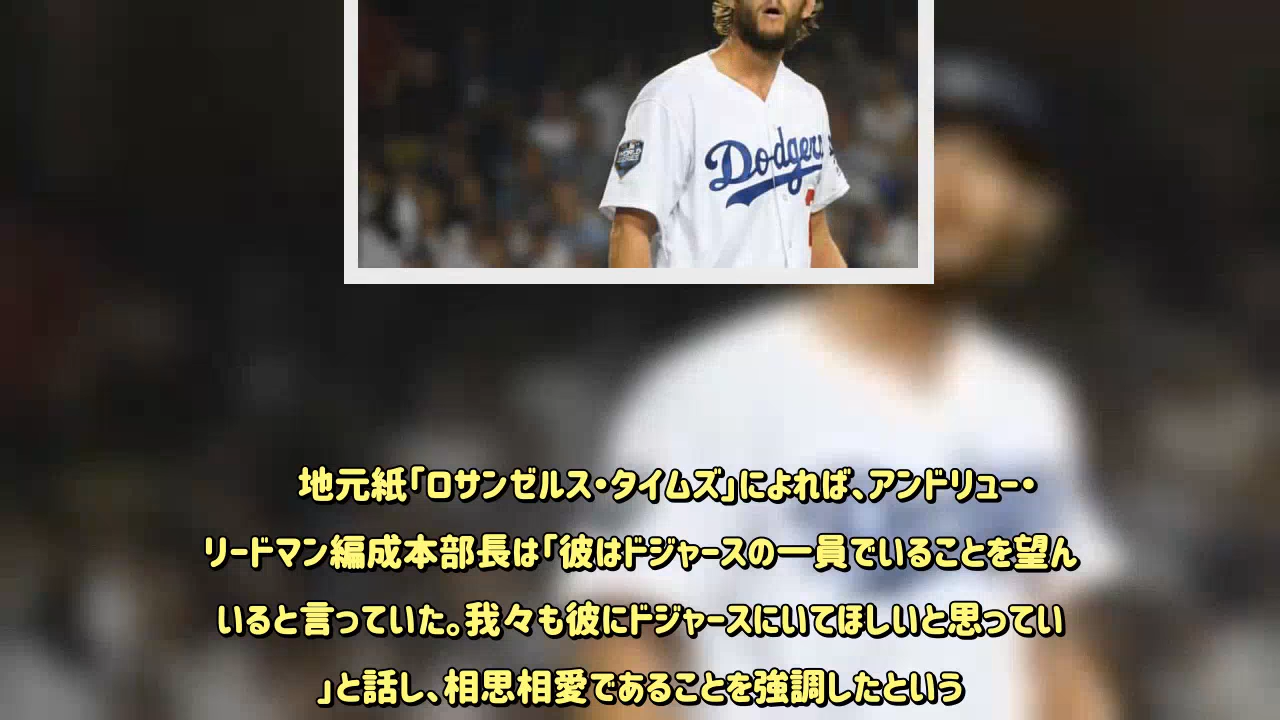 Dodgers
地元紙「ロサンゼルス・タイムズ」によれば、アンドリュー・
リードマン編成本部長は「彼はドジャースの一員でいることを望ん
いると言っていた。我々も彼にドジャースにいてほしいと思ってい
」と話し、相思相愛であることを強調したという